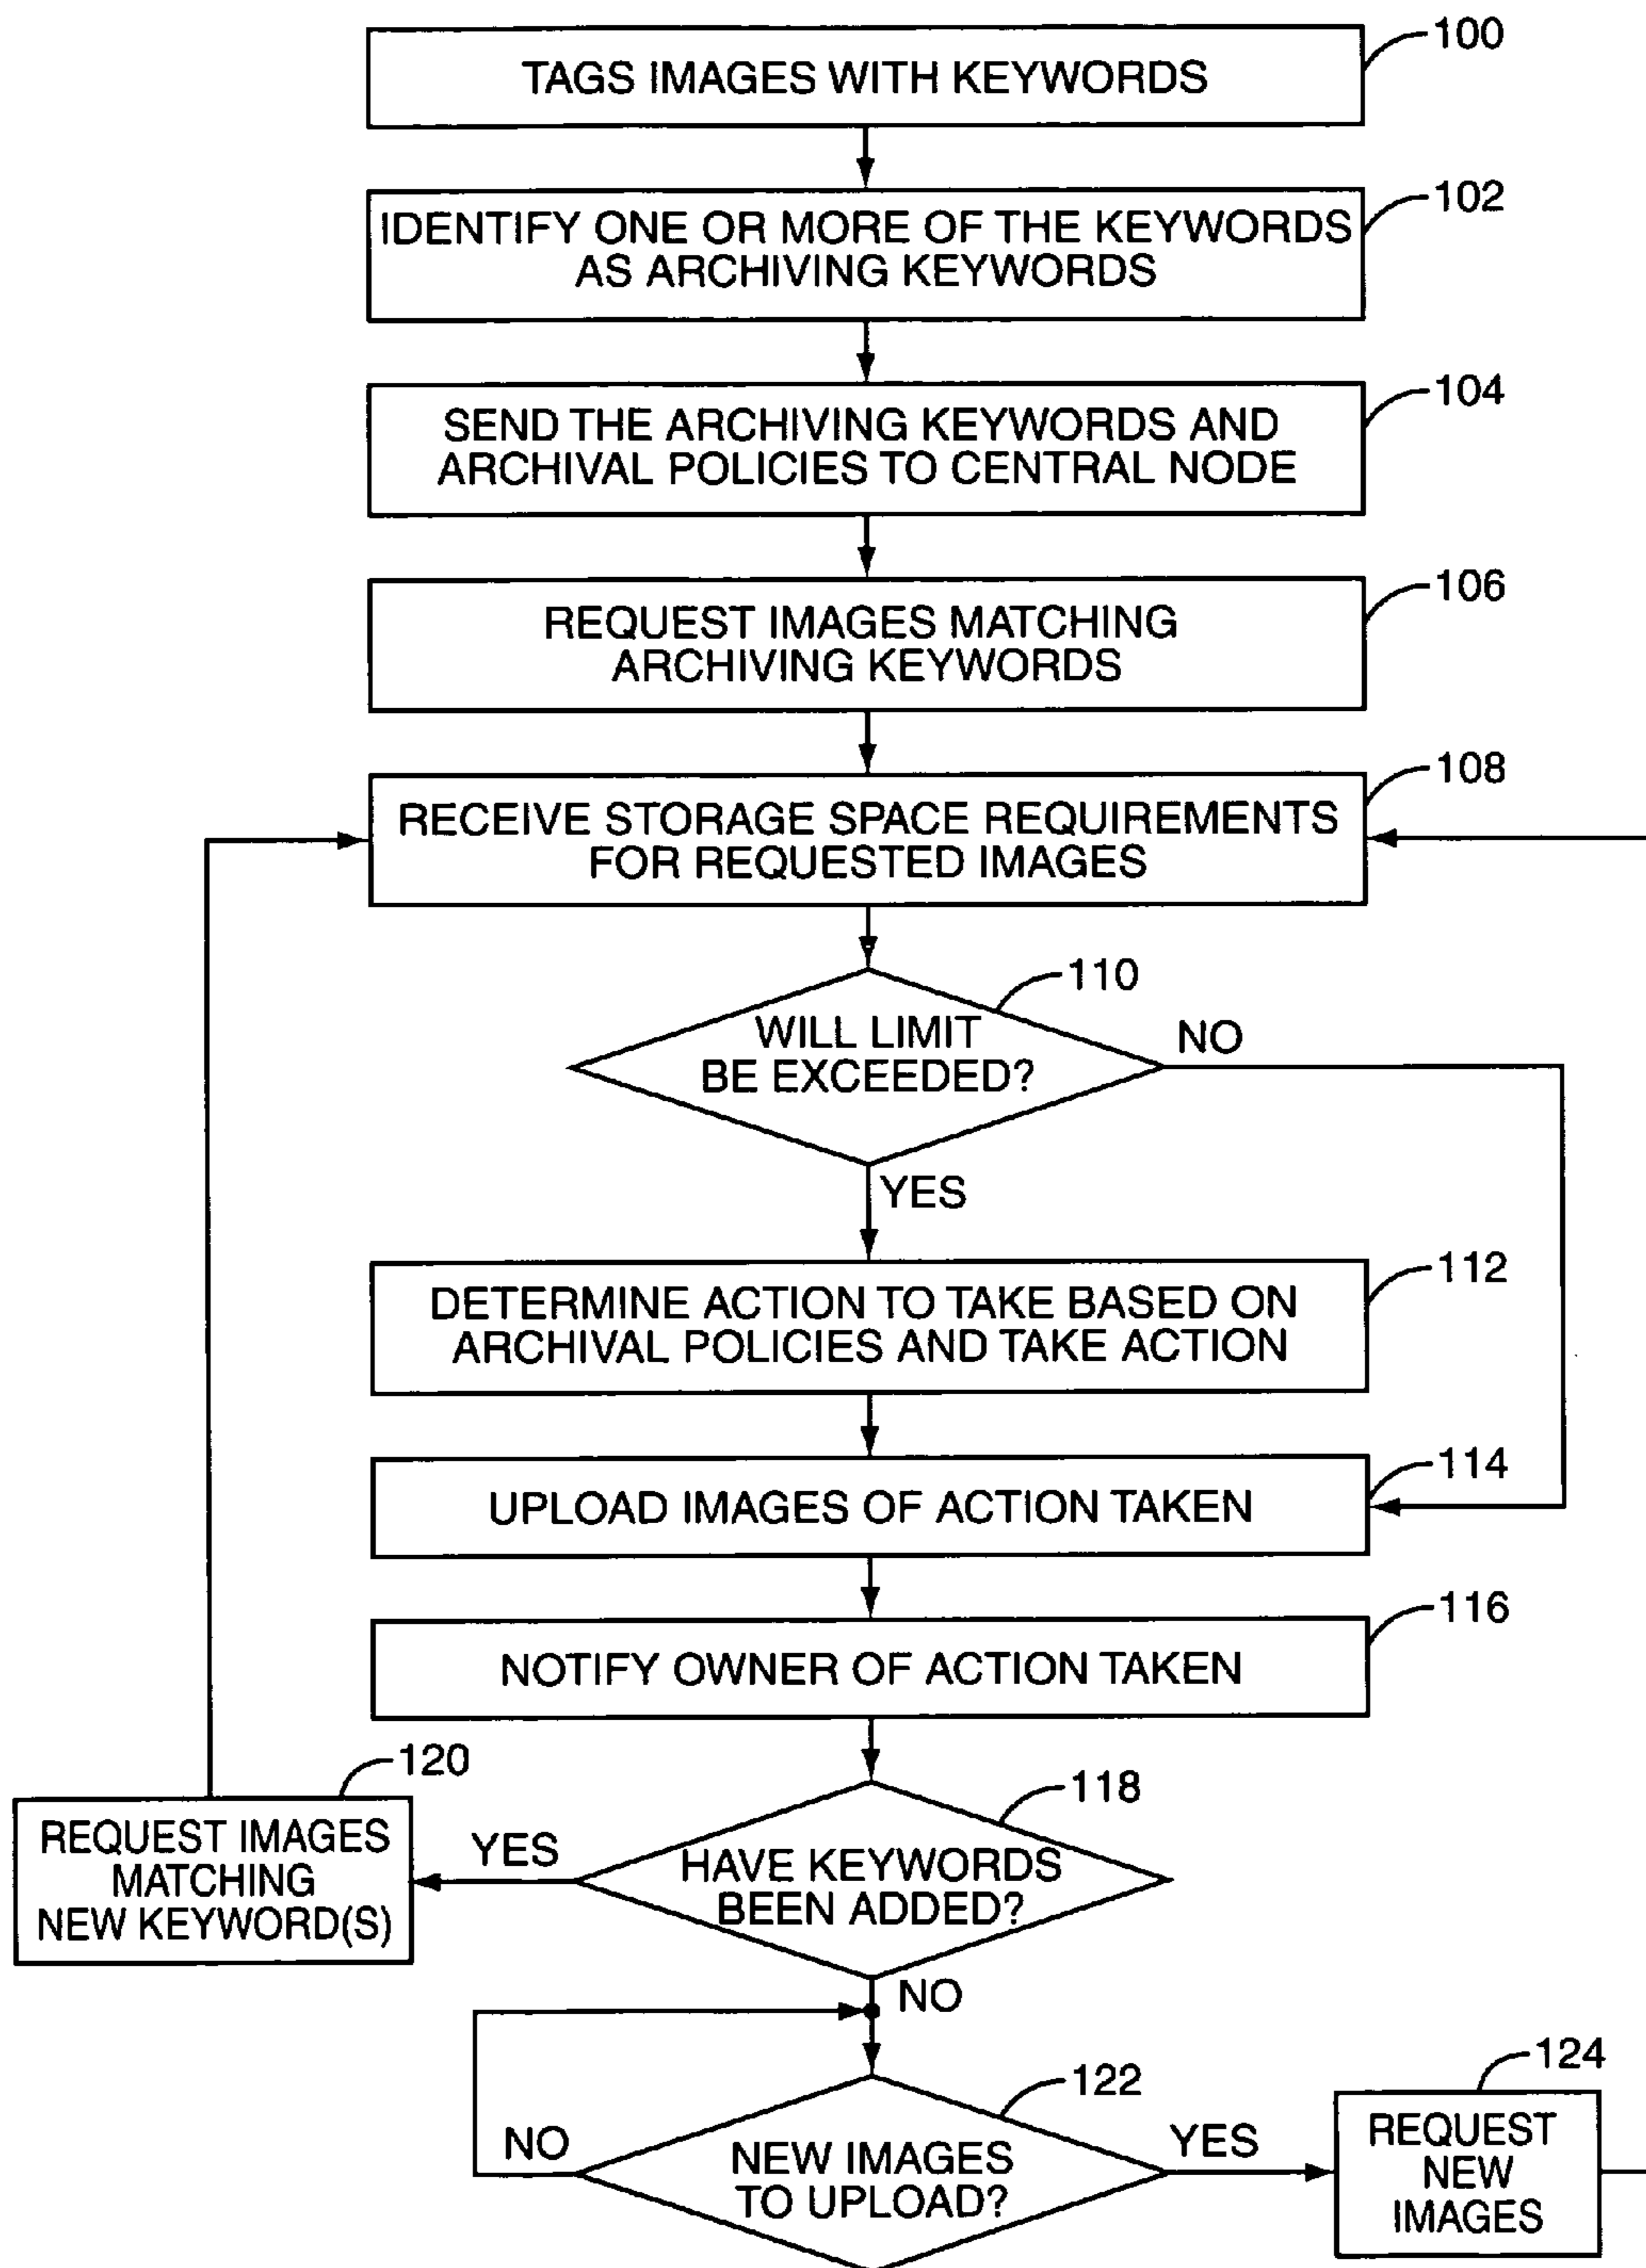 100
TAGS IMAGES WITH KEYWORDS
102
IDENTIFY ONE OR MORE OF THE KEYWORDS
AS ARCHIVING KEYWORDS
104
SEND THE ARCHIVING KEYWORDS AND
ARCHIVAL POLICIES TO CENTRAL NODE
106
REQUEST IMAGES MATCHING
ARCHIVING KEYWORDS
108
RECEIVE STORAGE SPACE REQUIREMENTS
FOR REQUESTED IMAGES
110
WILL LIMIT
BE EXCEEDED?
NO
YES
112
DETERMINE ACTION TO TAKE BASED ON
ARCHIVAL POLICIES AND TAKE ACTION
114
UPLOAD IMAGES OF ACTION TAKEN
116
NOTIFY OWNER OF ACTION TAKEN
118
HAVE KEYWORDS
BEEN ADDED?
YES
120
REQUEST IMAGES
MATCHING
NEW KEYWORD(S)
NO
122
NEW IMAGES
TO UPLOAD?
NO
YES
124
REQUEST
NEW
IMAGES